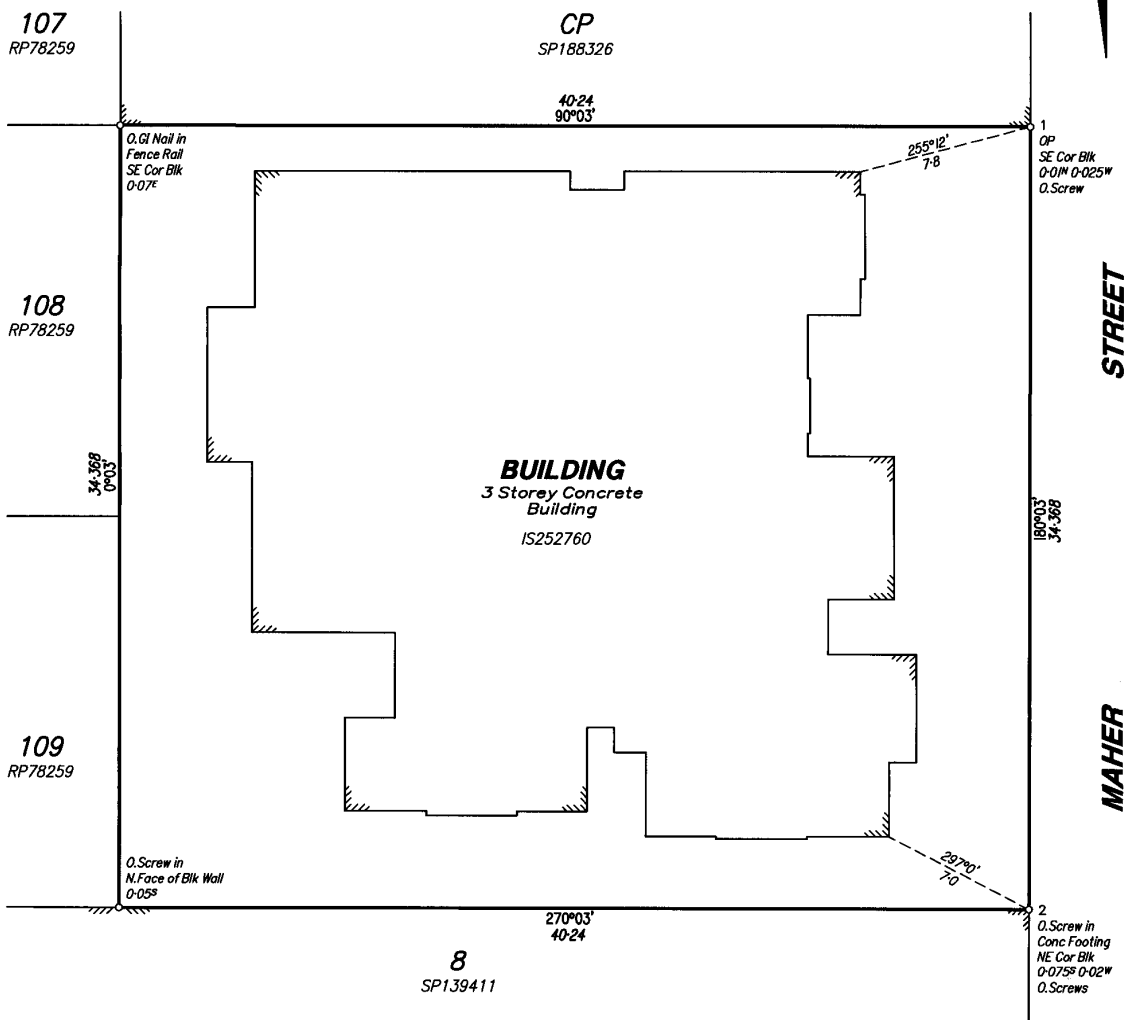 107
RP78259
CP
SP188326
40·24
90°03'
1
OP
SE Cor Blk
0·01N 0·025W
O.Screw
255°12'
7·8
O.GI Nail in
Fence Rail
SE Cor Blk
0·07E
108
RP78259
STREET
34·368
0°03'
BUILDING
3 Storey Concrete
Building
IS252760
180°03'
34·368
109
RP78259
MAHER
O.Screw in
N.Face of Blk Wall
0·05S
297°0'
7·0
270°03'
40·24
2
O.Screw in
Conc Footing
NE Cor Blk
0·075S 0·02W
O.Screws
8
SP139411